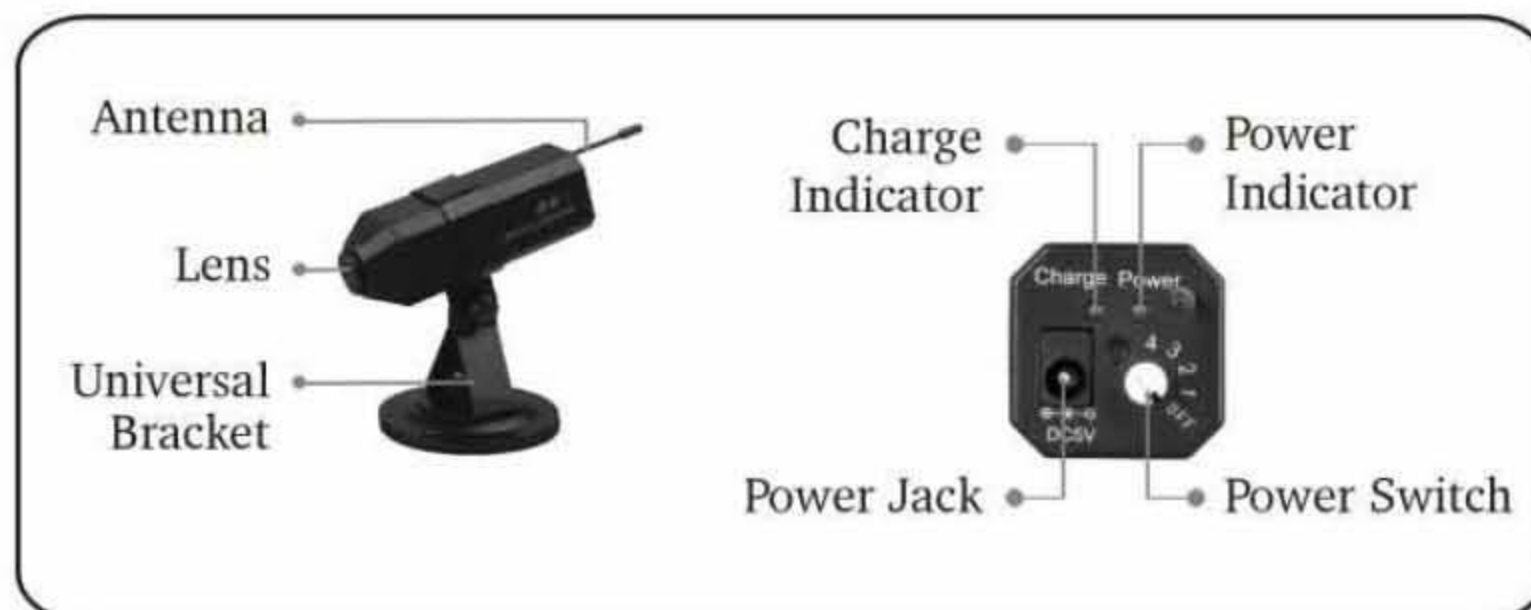 Antenna
Lens
Universal
Bracket
Charge
Indicator
Power
Indicator
Charge Power
4
3
2
1
OFF
DC5V
Power Jack
Power Switch